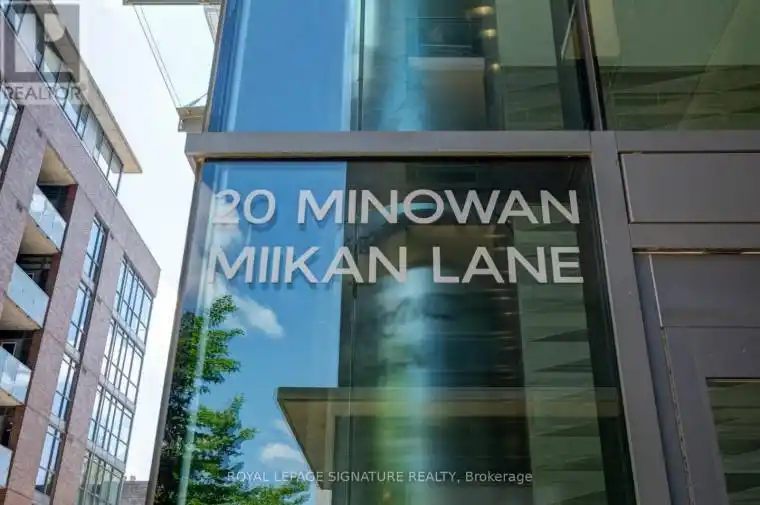 REALTOR
20 MINOWAN
MIIKAN LANE
ROYAL LEPAGE SIGNATURE REALTY, Brokerage